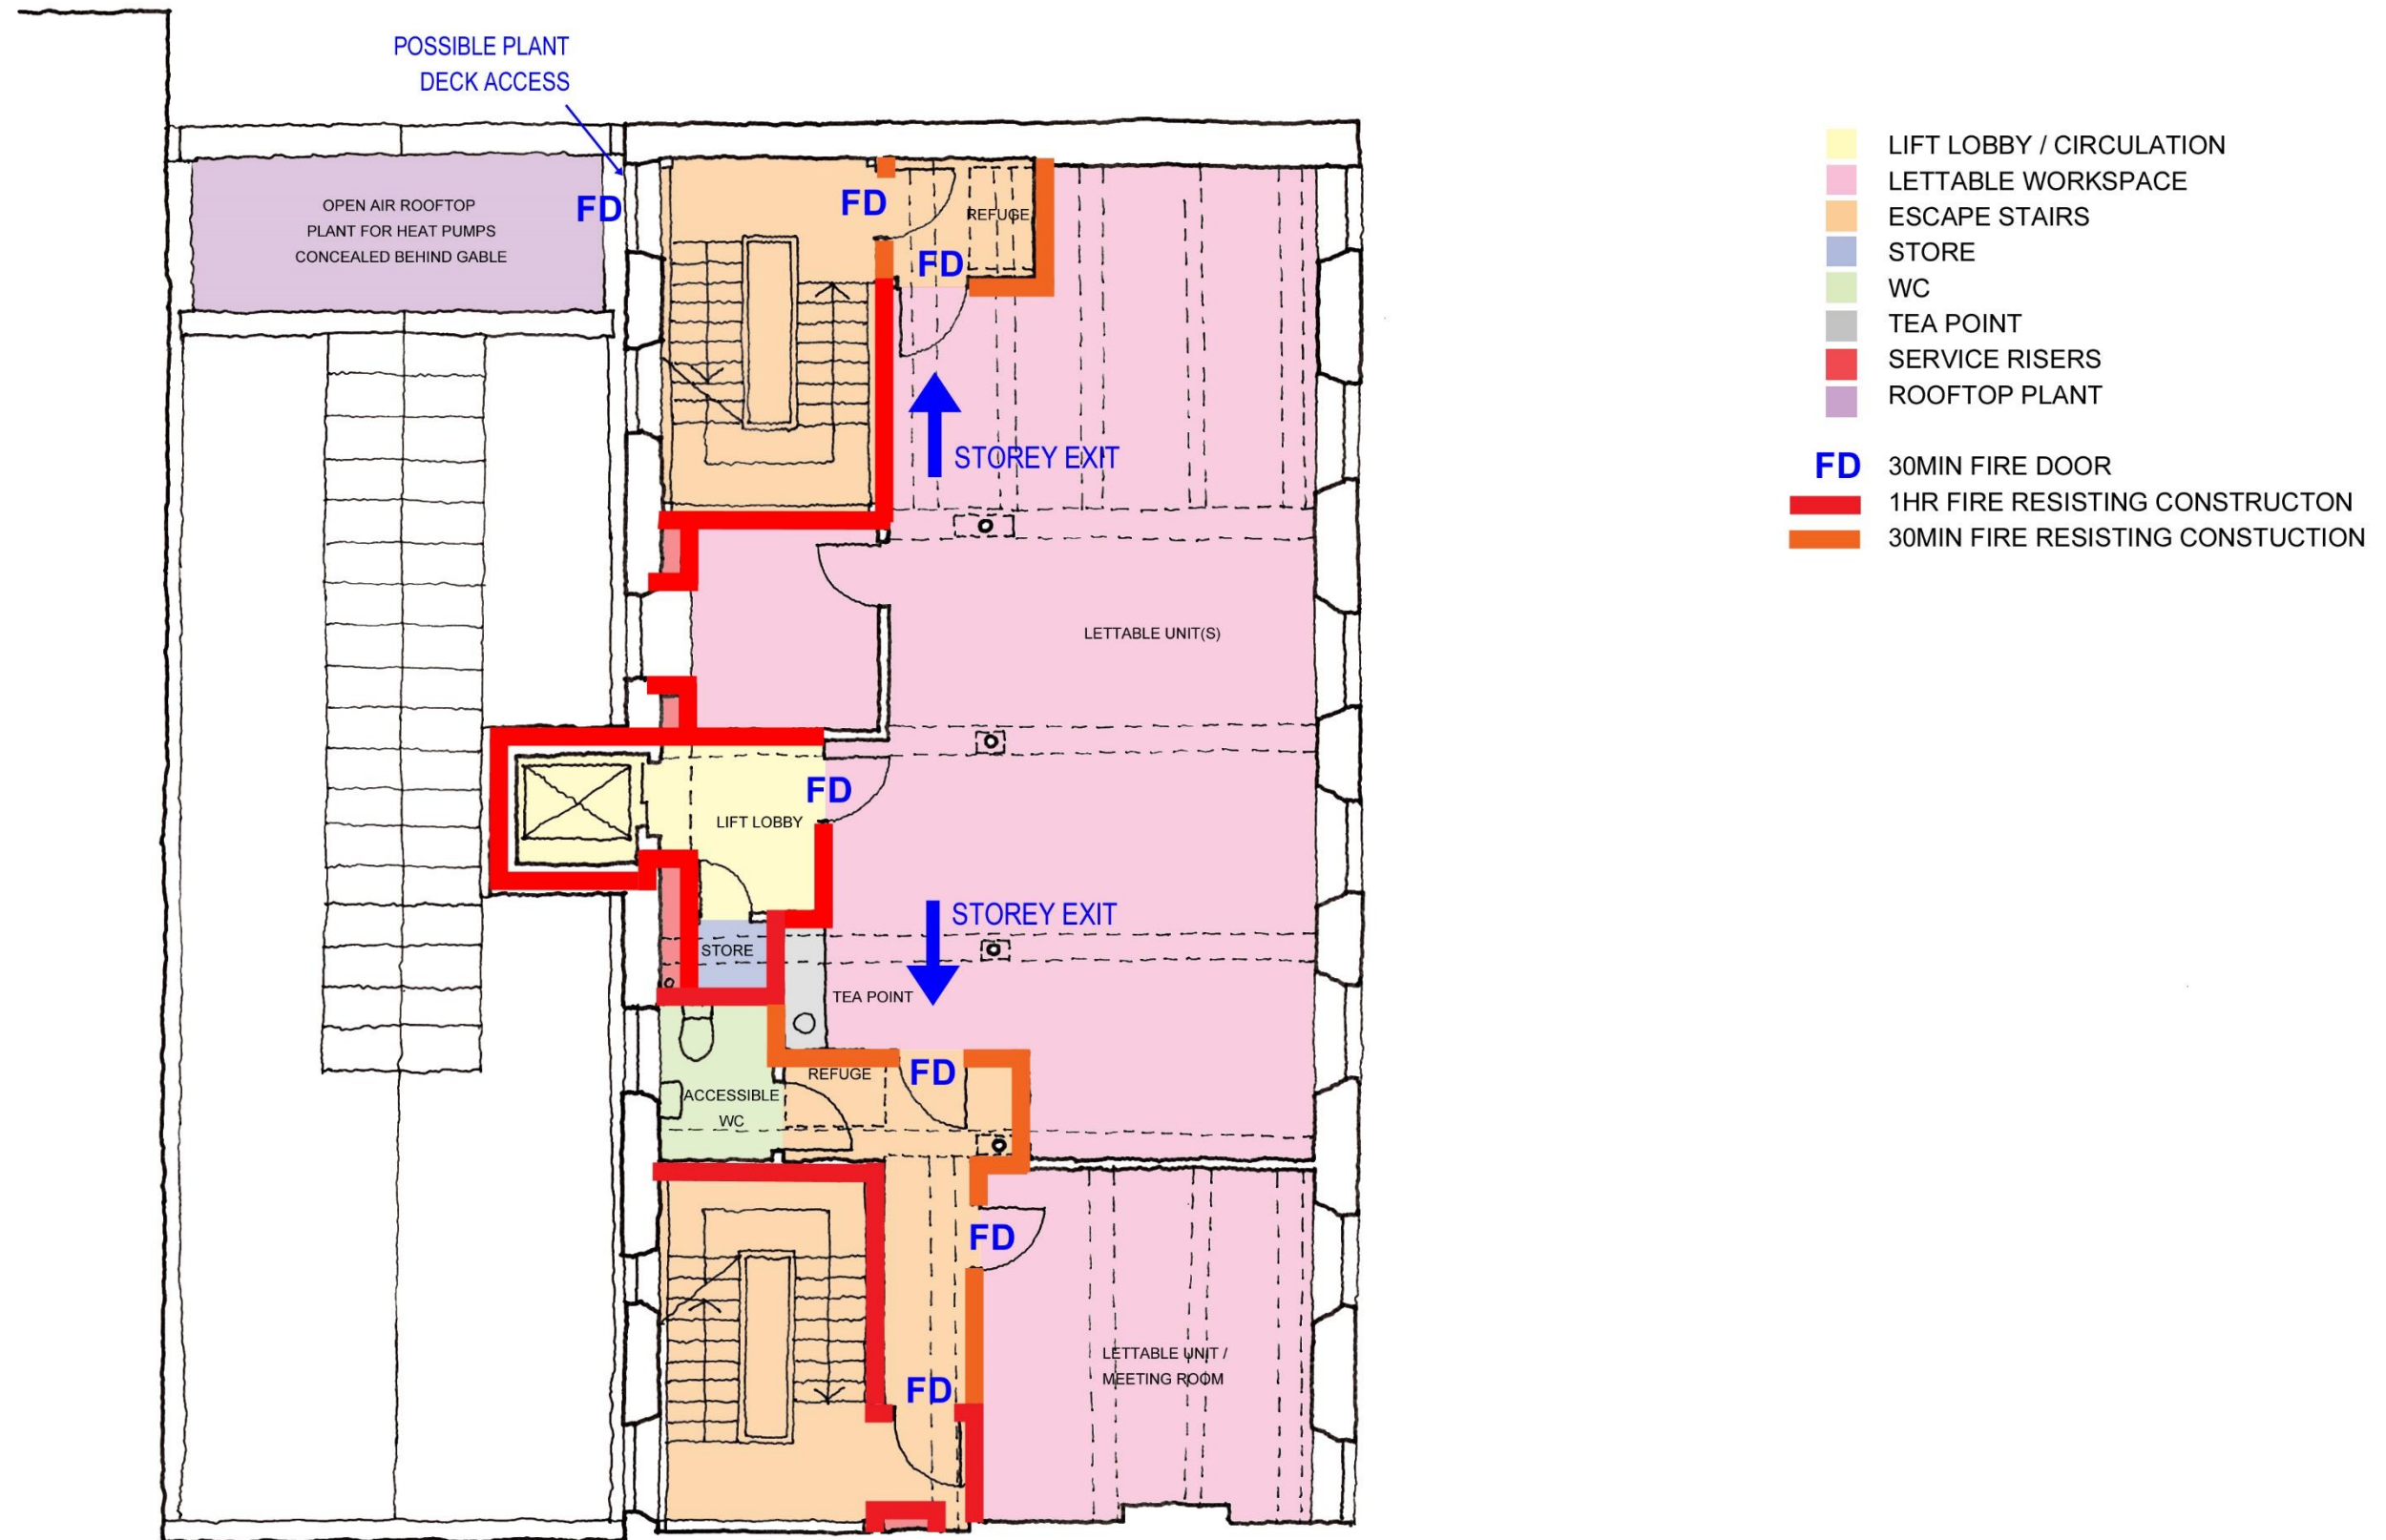 POSSIBLE PLANT
DECK ACCESS
OPEN AIR ROOFTOP
PLANT FOR HEAT PUMPS
CONCEALED BEHIND GABLE
FD
FD
REFUGE
FD
STOREY EXIT
LETTABLE UNIT(S)
FD
LIFT LOBBY
STOREY EXIT
STORE
TEA POINT
REFUGE
FD
ACCESSIBLE
WC
FD
LETTABLE UNIT /
MEETING ROOM
FD
LIFT LOBBY / CIRCULATION
LETTABLE WORKSPACE
ESCAPE STAIRS
STORE
WC
TEA POINT
SERVICE RISERS
ROOFTOP PLANT
FD 30MIN FIRE DOOR
1HR FIRE RESISTING CONSTRUCTON
30MIN FIRE RESISTING CONSTUCTION